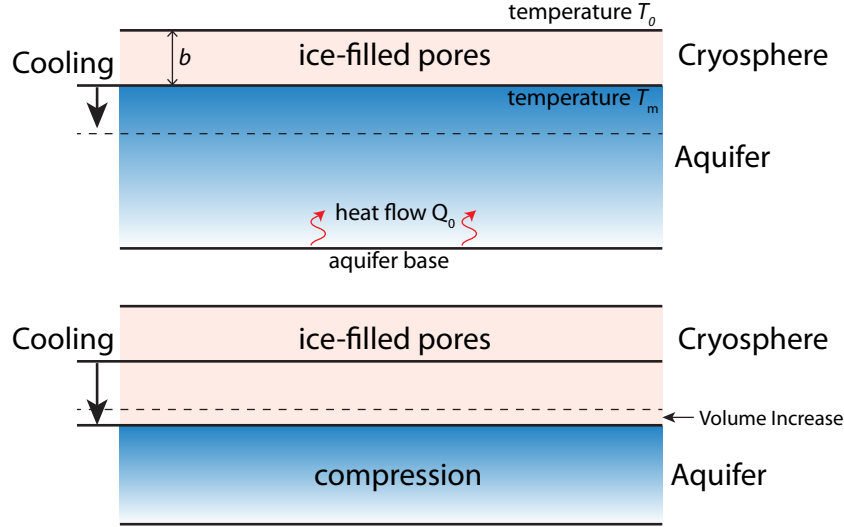 temperature T₀
Cooling
b
ice-filled pores
Cryosphere
temperature Tₘ
Aquifer
heat flow Q₀
aquifer base
Cooling
ice-filled pores
Cryosphere
Volume Increase
compression
Aquifer